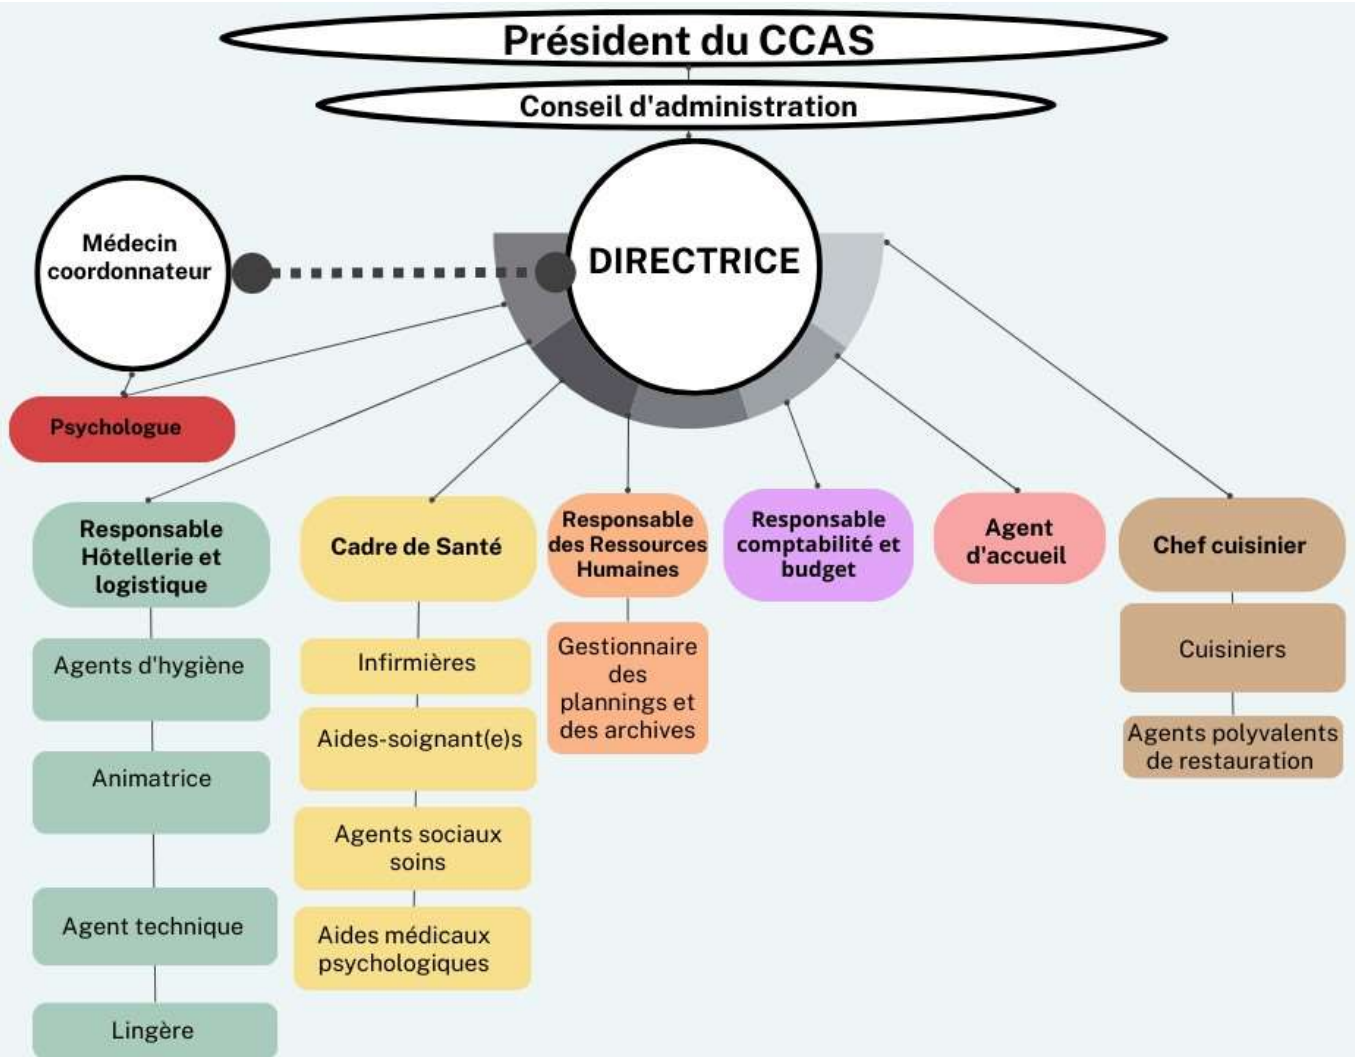 Président du CCAS
Conseil d'administration
DIRECTRICE
Médecin
coordonnateur
Psychologue
Responsable
Hôtellerie et
logistique
Agents d'hygiène
Animatrice
Agent technique
Lingère
Cadre de Santé
Infirmières
Aides-soignant(e)s
Agents sociaux
soins
Aides médicaux
psychologiques
Responsable
des Ressources
Humaines
Gestionnaire
des
plannings et
des archives
Responsable
comptabilité et
budget
Agent
d'accueil
Chef cuisinier
Cuisiniers
Agents polyvalents
de restauration